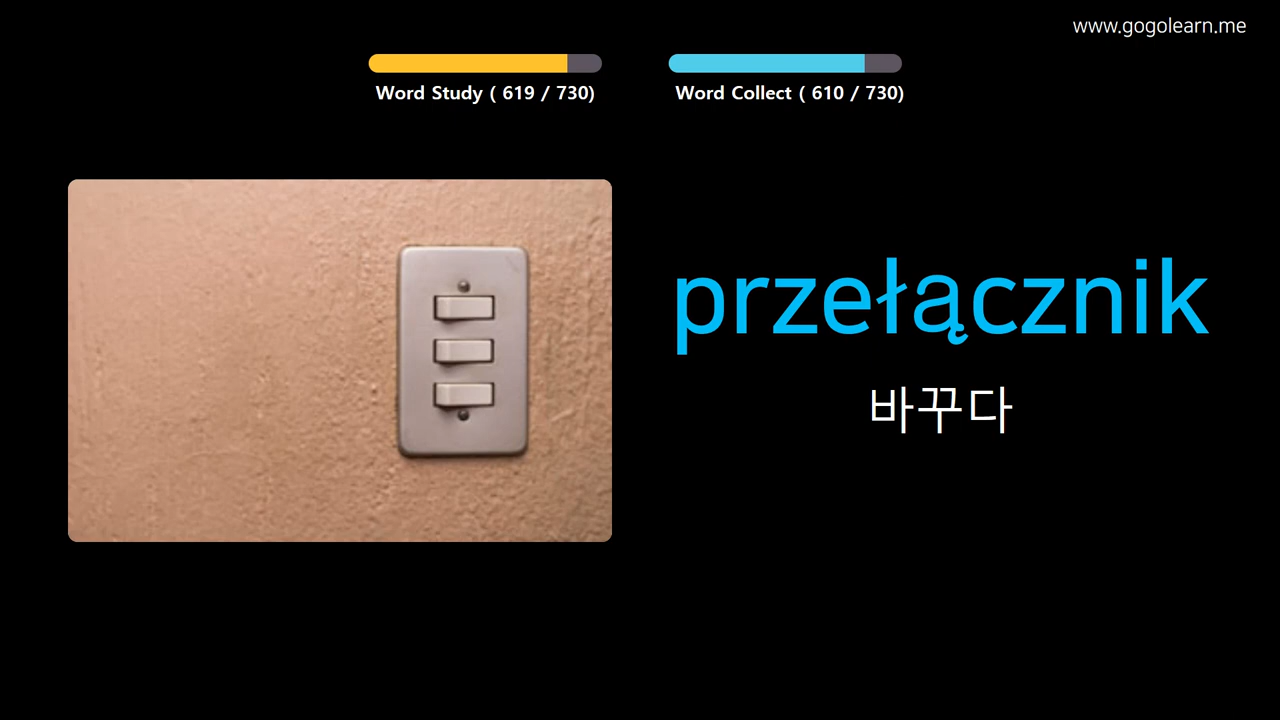 www.gogolearn.me
Word Study ( 619 / 730)
Word Collect ( 610 / 730)
przełącznik
바꾸다